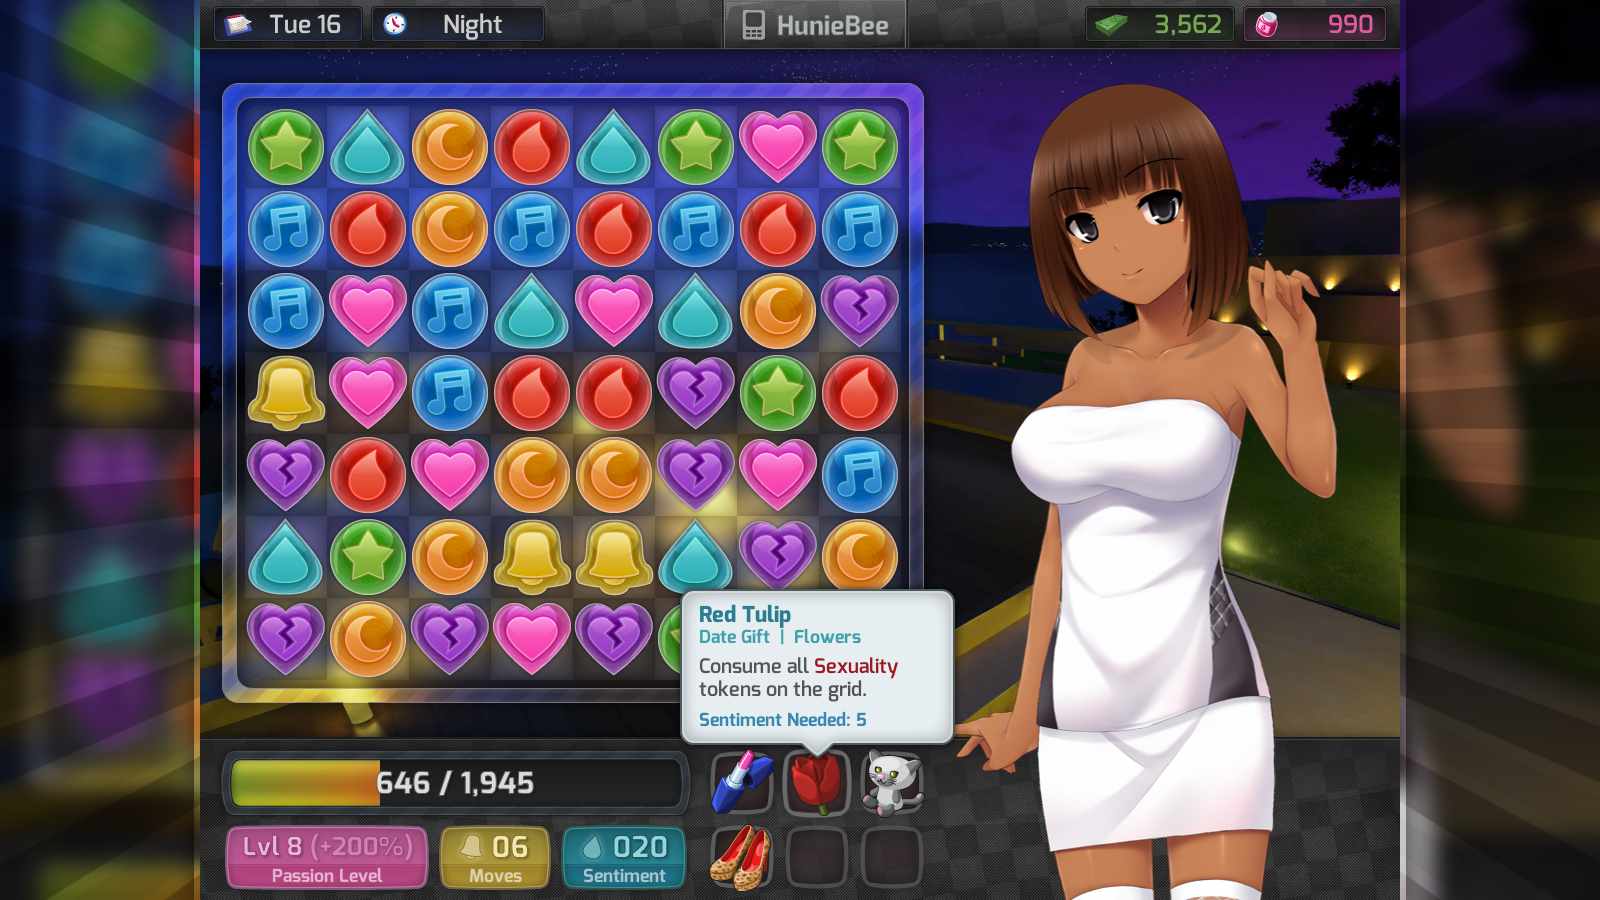 Tue 16
Night
HunieBee
3,562
990
Red Tulip
Date Gift | Flowers
Consume all Sexuality
tokens on the grid.
Sentiment Needed: 5
646 / 1,945
Lvl 8 (+200%)
Passion Level
06
Moves
020
Sentiment